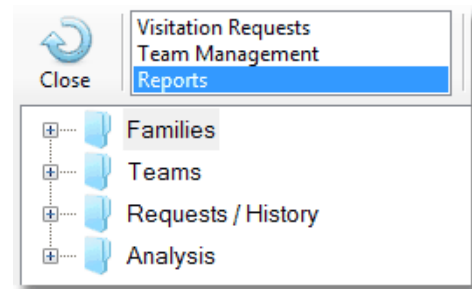 Close
Visitation Requests
Team Management
Reports
Families
Teams
Requests / History
Analysis